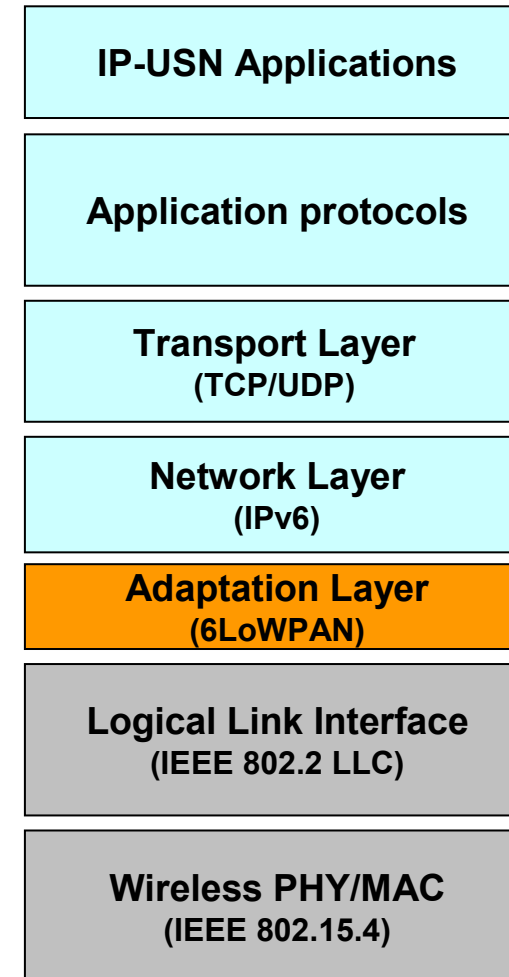 IP-USN Applications
Application protocols
Transport Layer
(TCP/UDP)
Network Layer
(IPv6)
Adaptation Layer
(6LoWPAN)
Logical Link Interface
(IEEE 802.2 LLC)
Wireless PHY/MAC
(IEEE 802.15.4)